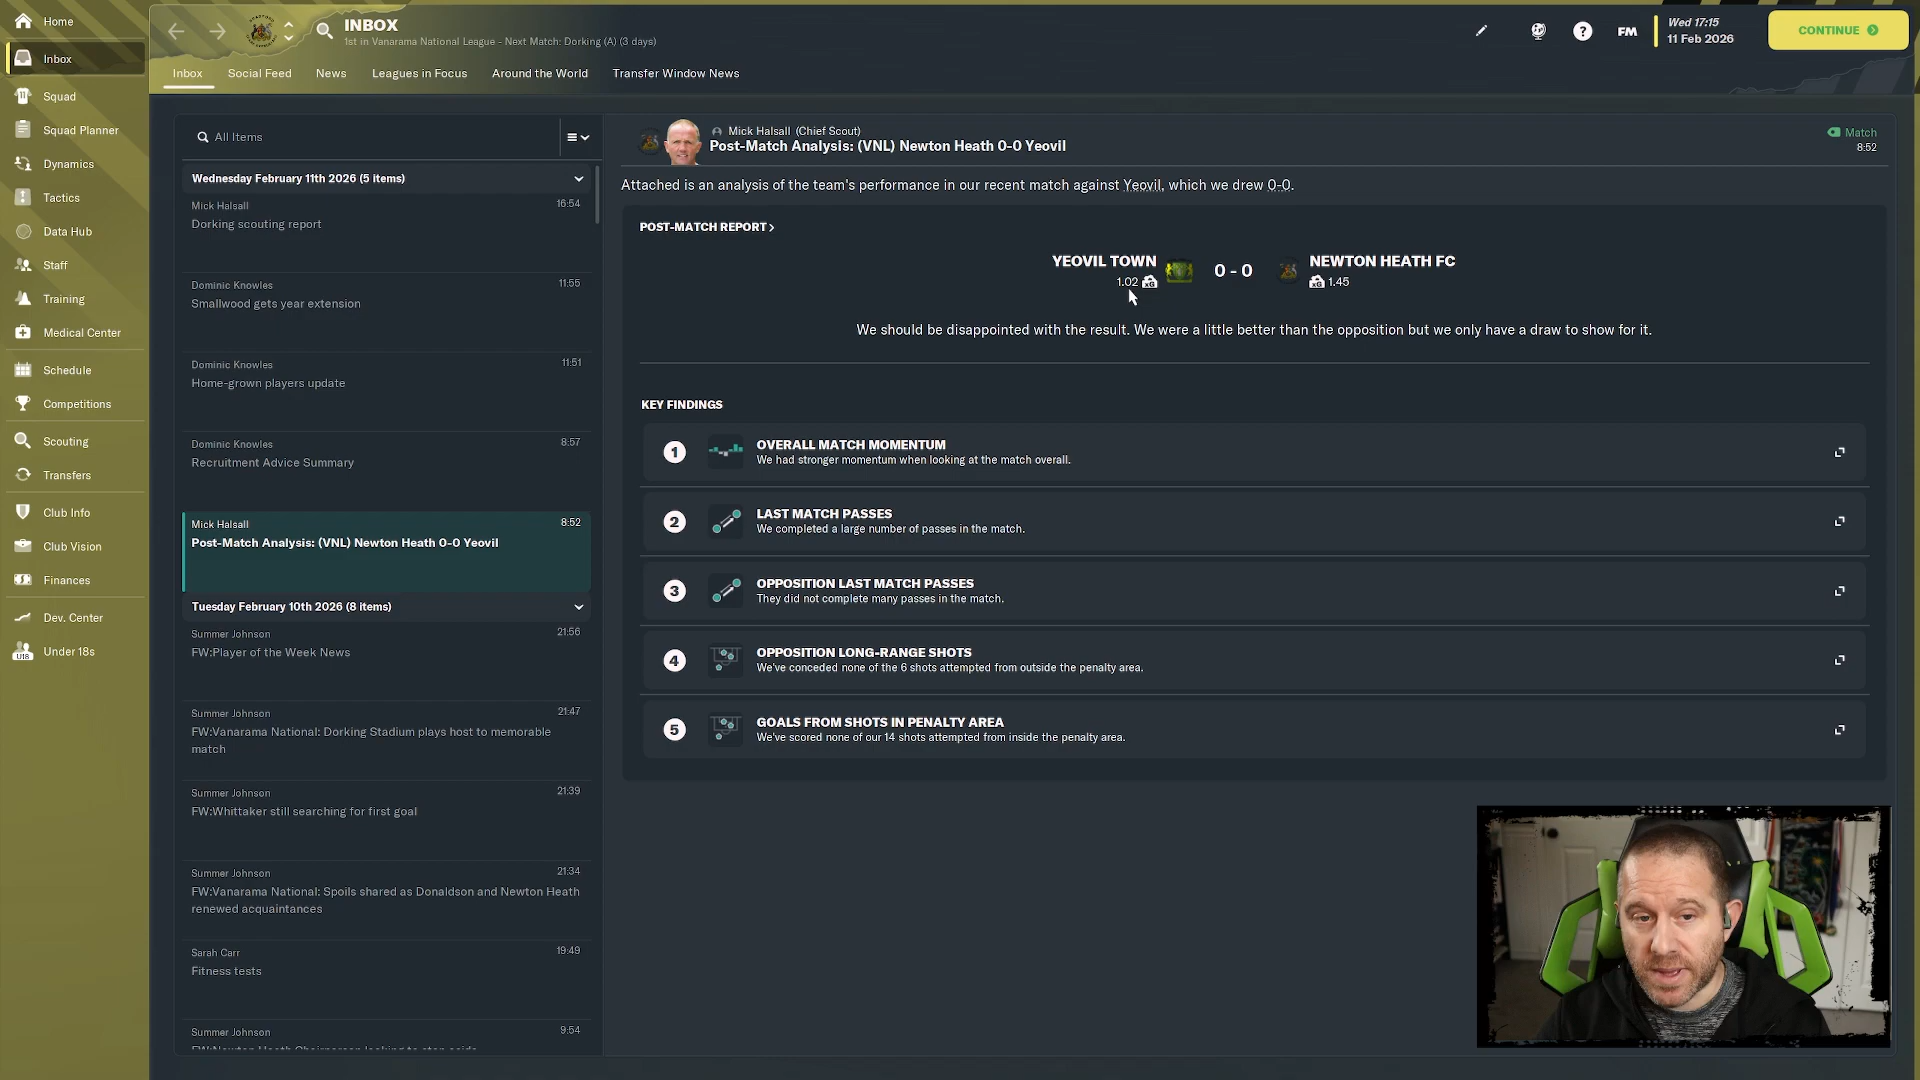 Home
Inbox
Squad
Squad Planner
Dynamics
Tactics
Data Hub
Staff
Training
Medical Center
Schedule
Competitions
Scouting
Transfers
Club Info
Club Vision
Finances
Dev. Center
U18
Under 18s
INBOX
1st in Vanarama National League - Next Match: Dorking (A) (3 days)
FM
Wed 17:15
11 Feb 2026
CONTINUE
Inbox
Social Feed
News
Leagues in Focus
Around the World
Transfer Window News
All Items
Wednesday February 11th 2026 (5 items)
Mick Halsall
16:54
Dorking scouting report
Dominic Knowles
11:55
Smallwood gets year extension
Dominic Knowles
11:51
Home-grown players update
Dominic Knowles
8:57
Recruitment Advice Summary
Mick Halsall
8:52
Post-Match Analysis: (VNL) Newton Heath 0-0 Yeovil
Tuesday February 10th 2026 (8 items)
Summer Johnson
21:56
FW:Player of the Week News
Summer Johnson
21:47
FW:Vanarama National: Dorking Stadium plays host to memorable
match
Summer Johnson
21:39
FW:Whittaker still searching for first goal
Summer Johnson
21:34
FW:Vanarama National: Spoils shared as Donaldson and Newton Heath
renewed acquaintances
Sarah Carr
19:49
Fitness tests
Summer Johnson
9:54
Mick Halsall (Chief Scout)
Post-Match Analysis: (VNL) Newton Heath 0-0 Yeovil
Match
8:52
Attached is an analysis of the team's performance in our recent match against Yeovil, which we drew 0-0.
POST-MATCH REPORT
YEOVIL TOWN
1.02 xG
0 - 0
NEWTON HEATH FC
xG 1.45
We should be disappointed with the result. We were a little better than the opposition but we only have a draw to show for it.
KEY FINDINGS
1
OVERALL MATCH MOMENTUM
We had stronger momentum when looking at the match overall.
2
LAST MATCH PASSES
We completed a large number of passes in the match.
3
OPPOSITION LAST MATCH PASSES
They did not complete many passes in the match.
4
OPPOSITION LONG-RANGE SHOTS
We've conceded none of the 6 shots attempted from outside the penalty area.
5
GOALS FROM SHOTS IN PENALTY AREA
We've scored none of our 14 shots attempted from inside the penalty area.